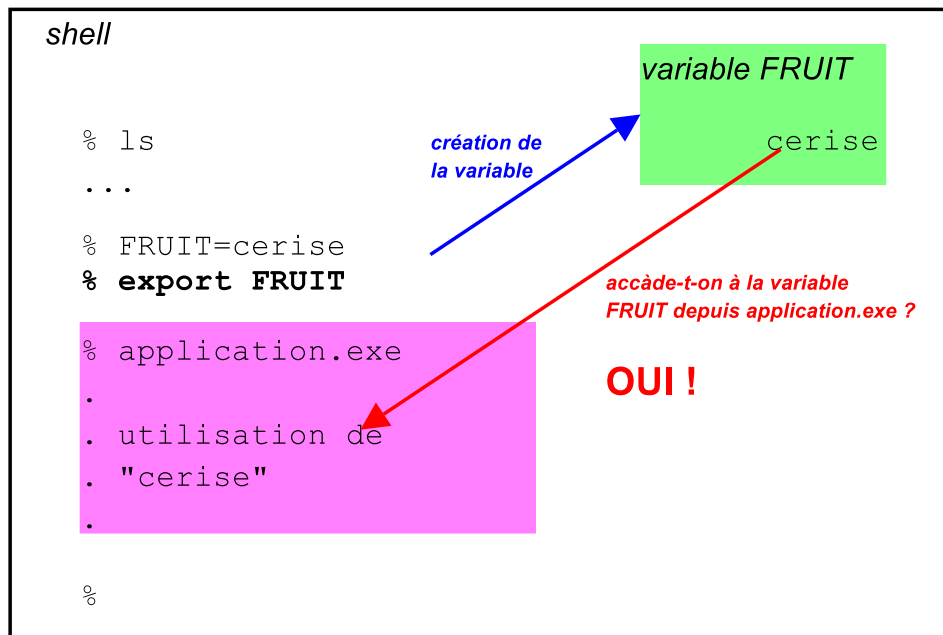 shell
variable FRUIT
% ls
création de
la variable
cerise
...
% FRUIT=cerise
% export FRUIT
accàde-t-on à la variable
FRUIT depuis application.exe ?
% application.exe
OUI !
.
. utilisation de
. "cerise"
.
%